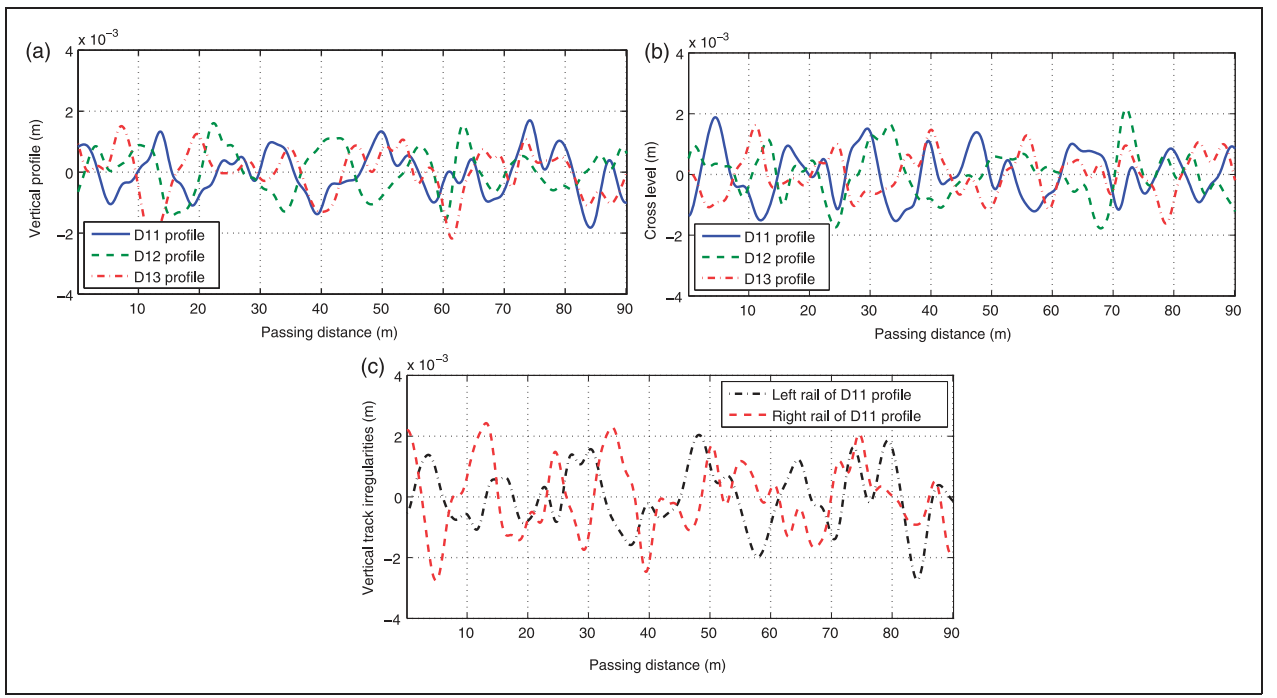 (a)
x 10⁻³
4
2
0
−2
−4
Vertical profile (m)
D11 profile
D12 profile
D13 profile
10 20 30 40 50 60 70 80 90
Passing distance (m)
(b)
x 10⁻³
4
2
0
−2
−4
Cross level (m)
D11 profile
D12 profile
D13 profile
10 20 30 40 50 60 70 80 90
Passing distance (m)
(c)
x 10⁻³
4
2
0
−2
−4
Vertical track irregularities (m)
Left rail of D11 profile
Right rail of D11 profile
10 20 30 40 50 60 70 80 90
Passing distance (m)